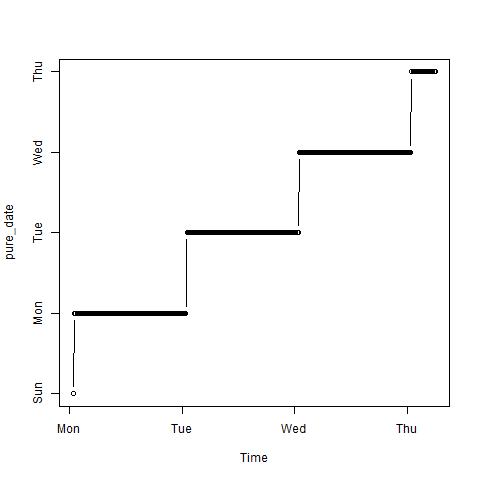 pure_date
Thu
Wed
Tue
Mon
Sun
Mon Tue Wed Thu
Time